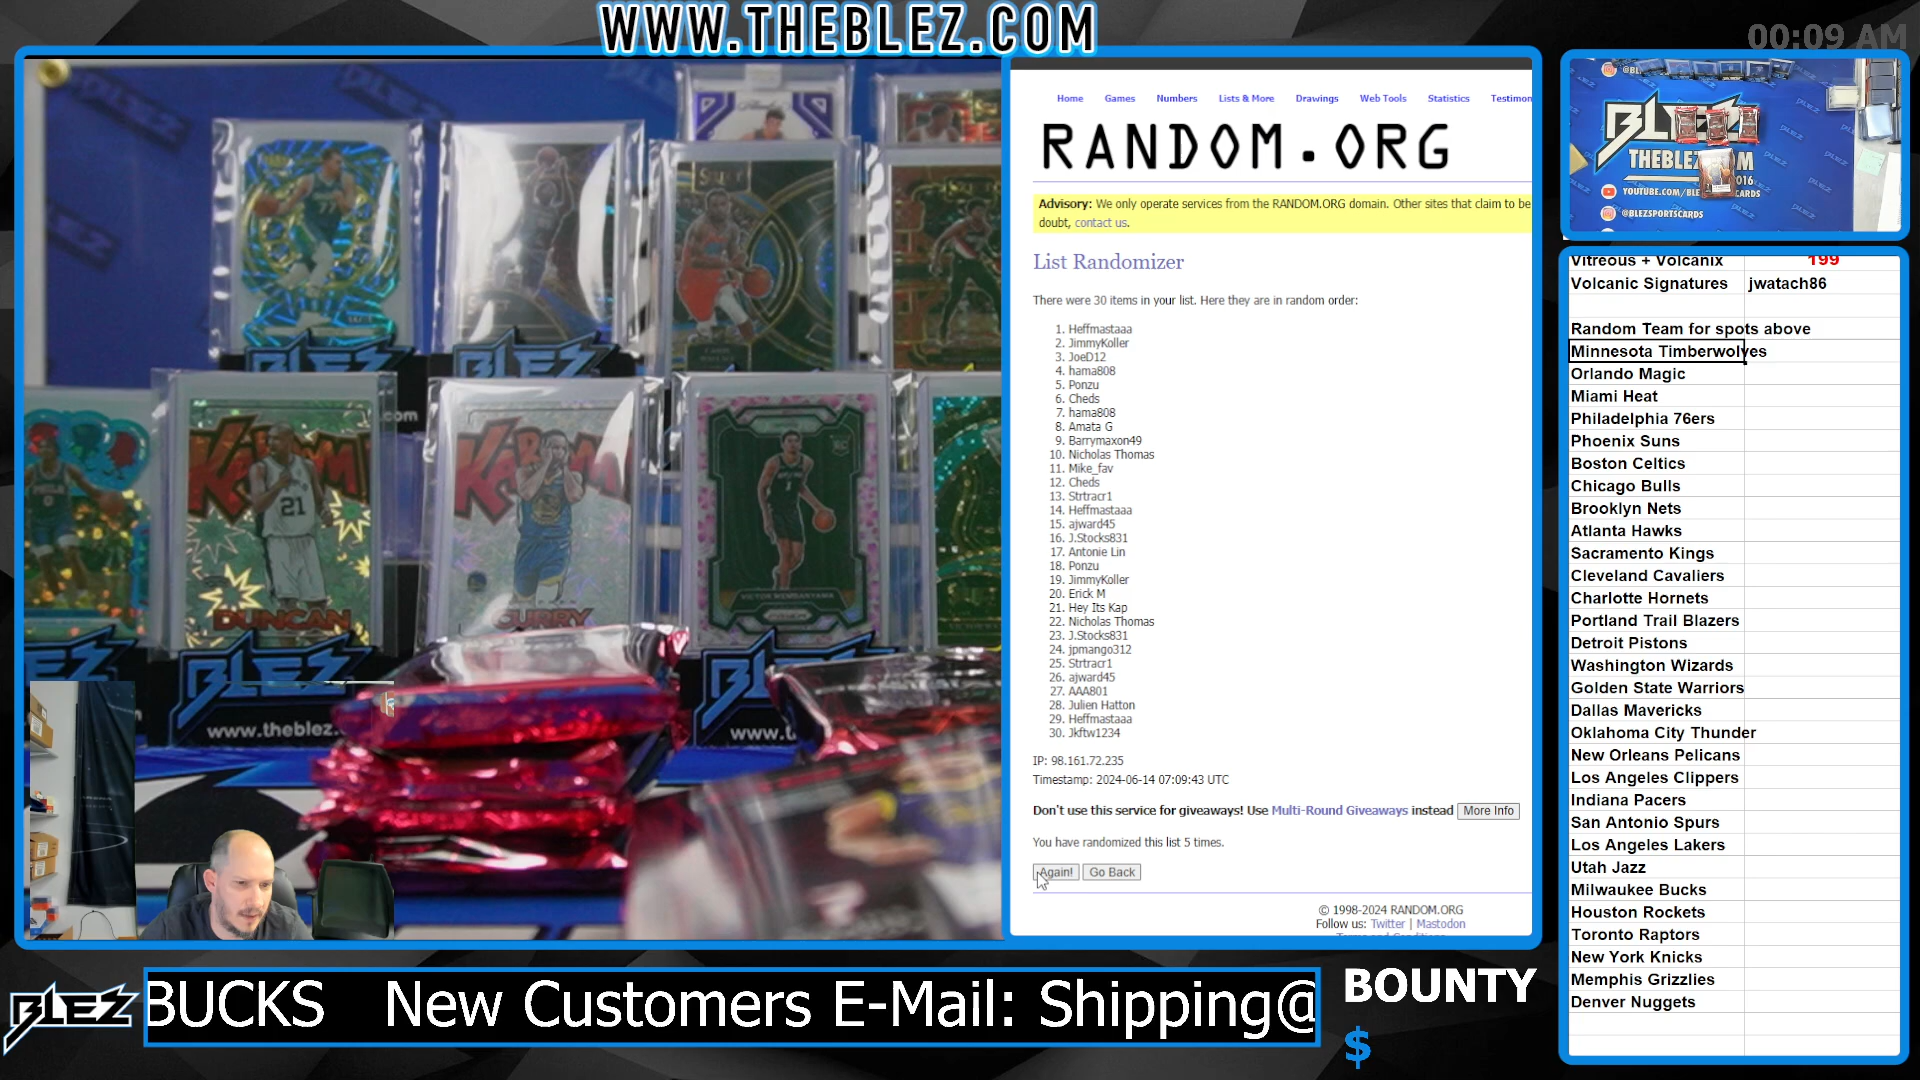 WWW.THEBLEZ.COM
00:09 AM
DUNCAN
21
CURRY
BLEZ
BLEZ
BLEZ
www.theblez.
www.
Home Games Numbers Lists & More Drawings Web Tools Statistics Testimon
RANDOM.ORG
Advisory: We only operate services from the RANDOM.ORG domain. Other sites that claim to be
doubt, contact us.
List Randomizer
There were 30 items in your list. Here they are in random order:
1. Heffmastaaa
2. JimmyKoller
3. JoeD12
4. hama808
5. Ponzu
6. Cheds
7. hama808
8. Amata G
9. Barrymaxon49
10. Nicholas Thomas
11. Mike_fav
12. Cheds
13. Strtracr1
14. Heffmastaaa
15. ajward45
16. J.Stocks831
17. Antonie Lin
18. Ponzu
19. JimmyKoller
20. Erick M
21. Hey Its Kap
22. Nicholas Thomas
23. J.Stocks831
24. jpmango312
25. Strtracr1
26. ajward45
27. AAA801
28. Julien Hatton
29. Heffmastaaa
30. Jkftw1234
IP: 98.161.72.235
Timestamp: 2024-06-14 07:09:43 UTC
Don't use this service for giveaways! Use Multi-Round Giveaways instead More Info
You have randomized this list 5 times.
Again! Go Back
© 1998-2024 RANDOM.ORG
Follow us: Twitter | Mastodon
@BLEZSPORTSCARDS
Vitreous + Volcanix 199
Volcanic Signatures jwatach86
Random Team for spots above
Minnesota Timberwolves
Orlando Magic
Miami Heat
Philadelphia 76ers
Phoenix Suns
Boston Celtics
Chicago Bulls
Brooklyn Nets
Atlanta Hawks
Sacramento Kings
Cleveland Cavaliers
Charlotte Hornets
Portland Trail Blazers
Detroit Pistons
Washington Wizards
Golden State Warriors
Dallas Mavericks
Oklahoma City Thunder
New Orleans Pelicans
Los Angeles Clippers
Indiana Pacers
San Antonio Spurs
Los Angeles Lakers
Utah Jazz
Milwaukee Bucks
Houston Rockets
Toronto Raptors
New York Knicks
Memphis Grizzlies
Denver Nuggets
BLEZ
BUCKS New Customers E-Mail: Shipping@
BOUNTY
$